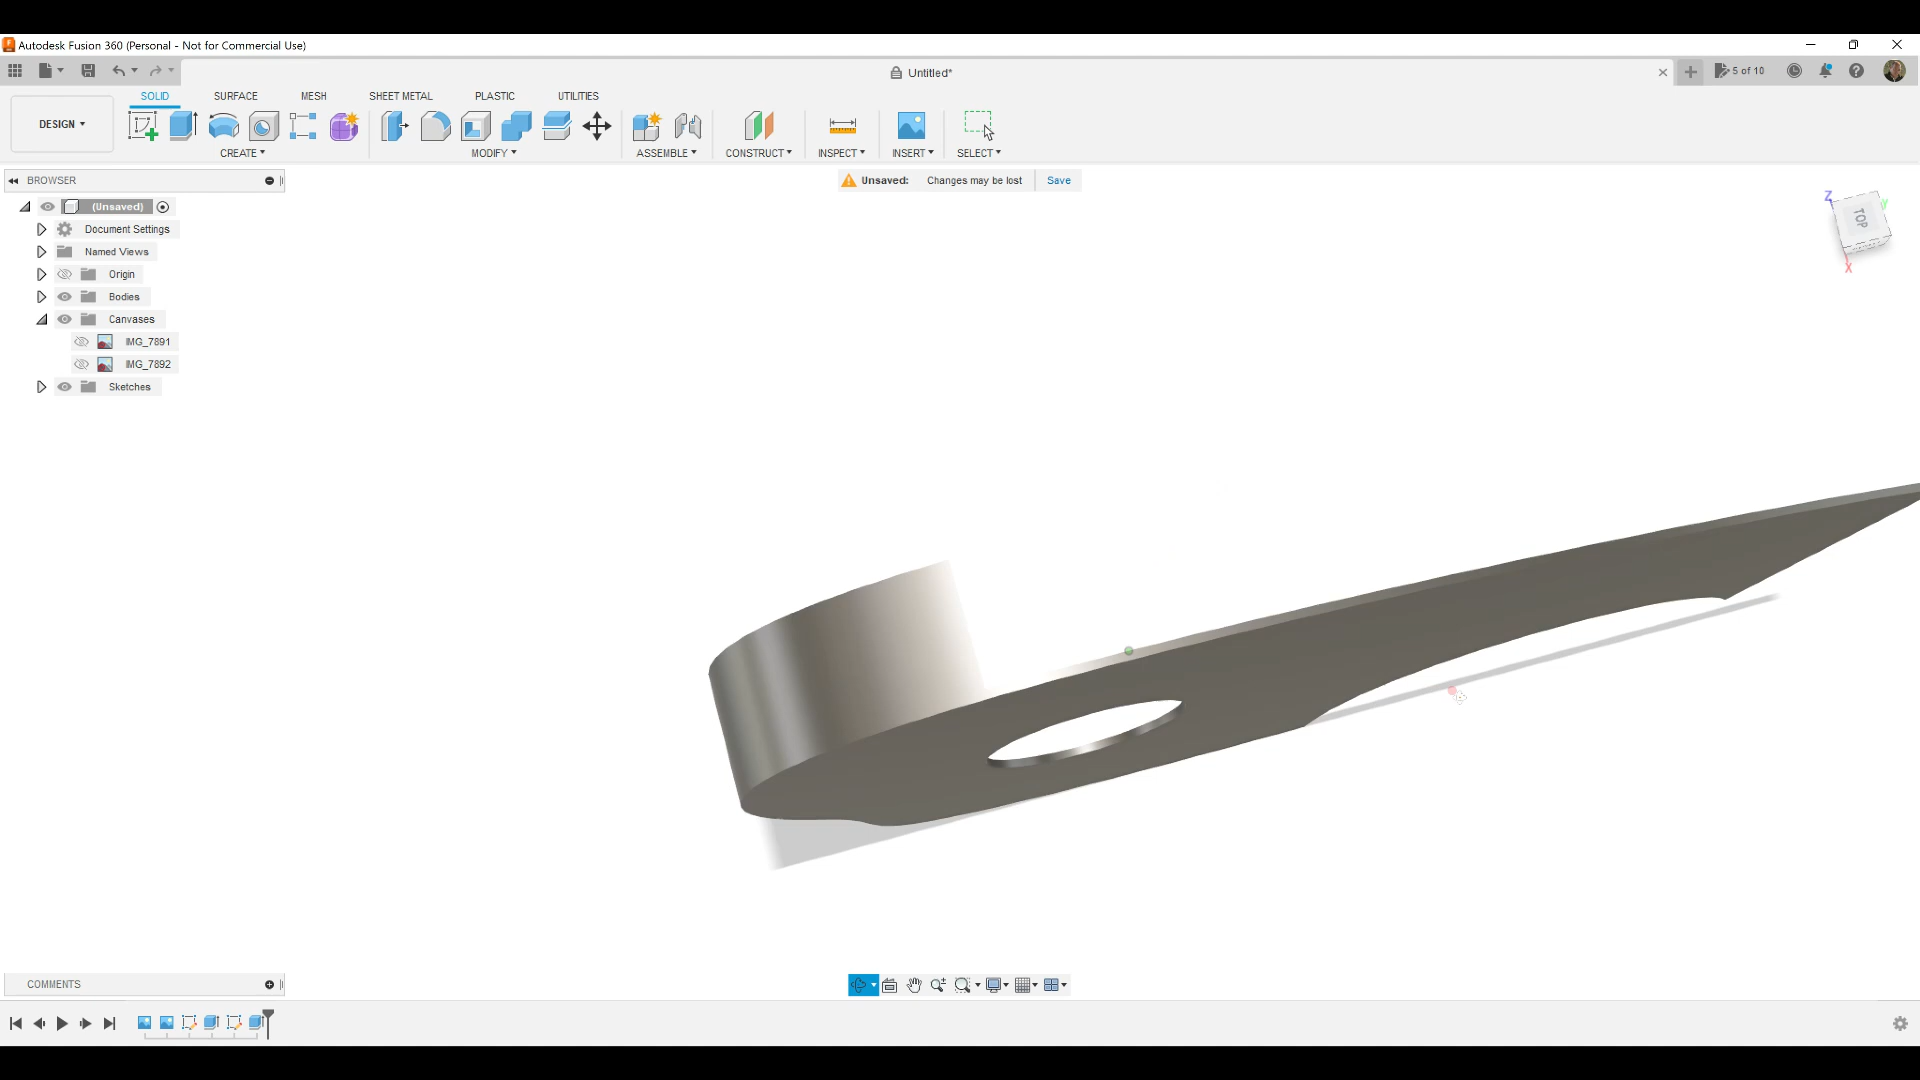 Autodesk Fusion 360 (Personal - Not for Commercial Use)
Untitled*
5 of 10
SOLID SURFACE MESH SHEET METAL PLASTIC UTILITIES
DESIGN
CREATE MODIFY ASSEMBLE CONSTRUCT INSPECT INSERT SELECT
BROWSER
Unsaved: Changes may be lost Save
(Unsaved)
Document Settings
Named Views
Origin
Bodies
Canvases
IMG_7891
IMG_7892
Sketches
Z
Y
TOP
X
COMMENTS